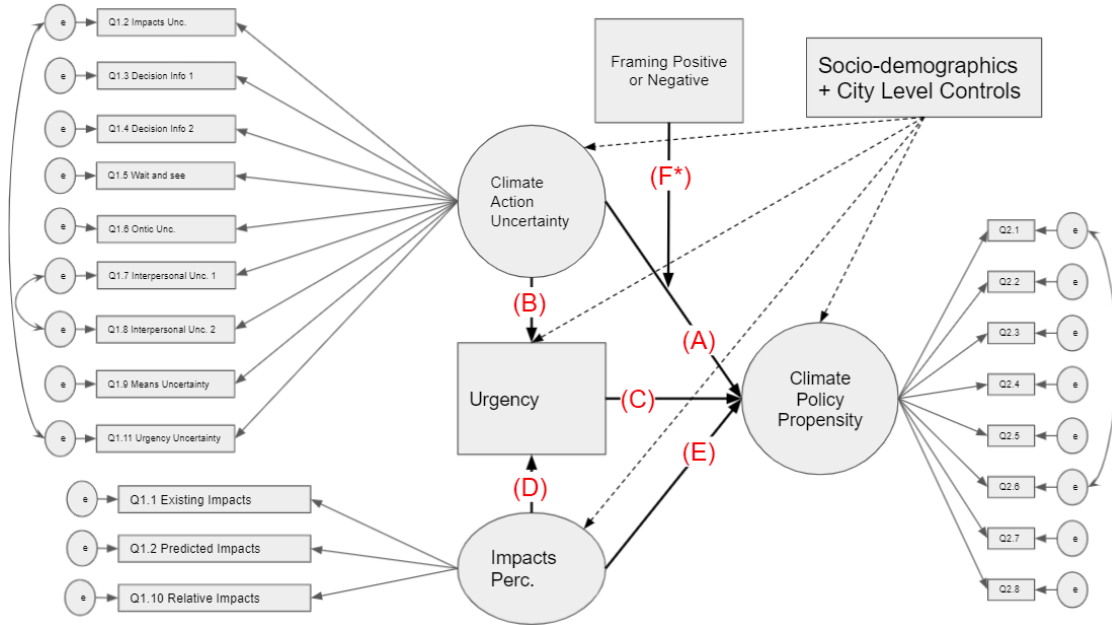 e
Q1.2 Impacts Unc.
e
Q1.3 Decision Info 1
e
Q1.4 Decision Info 2
e
Q1.5 Wait and see
e
Q1.6 Ontic Unc.
e
Q1.7 Interpersonal Unc. 1
e
Q1.8 Interpersonal Unc. 2
e
Q1.9 Means Uncertainty
e
Q1.11 Urgency Uncertainty
e
Q1.1 Existing Impacts
e
Q1.2 Predicted Impacts
e
Q1.10 Relative Impacts
Climate
Action
Uncertainty
Framing Positive
or Negative
Socio-demographics
+ City Level Controls
(F*)
(B)
(A)
Urgency
(C)
(E)
(D)
Impacts
Perc.
Climate
Policy
Propensity
Q2.1
e
Q2.2
e
Q2.3
e
Q2.4
e
Q2.5
e
Q2.6
e
Q2.7
e
Q2.8
e